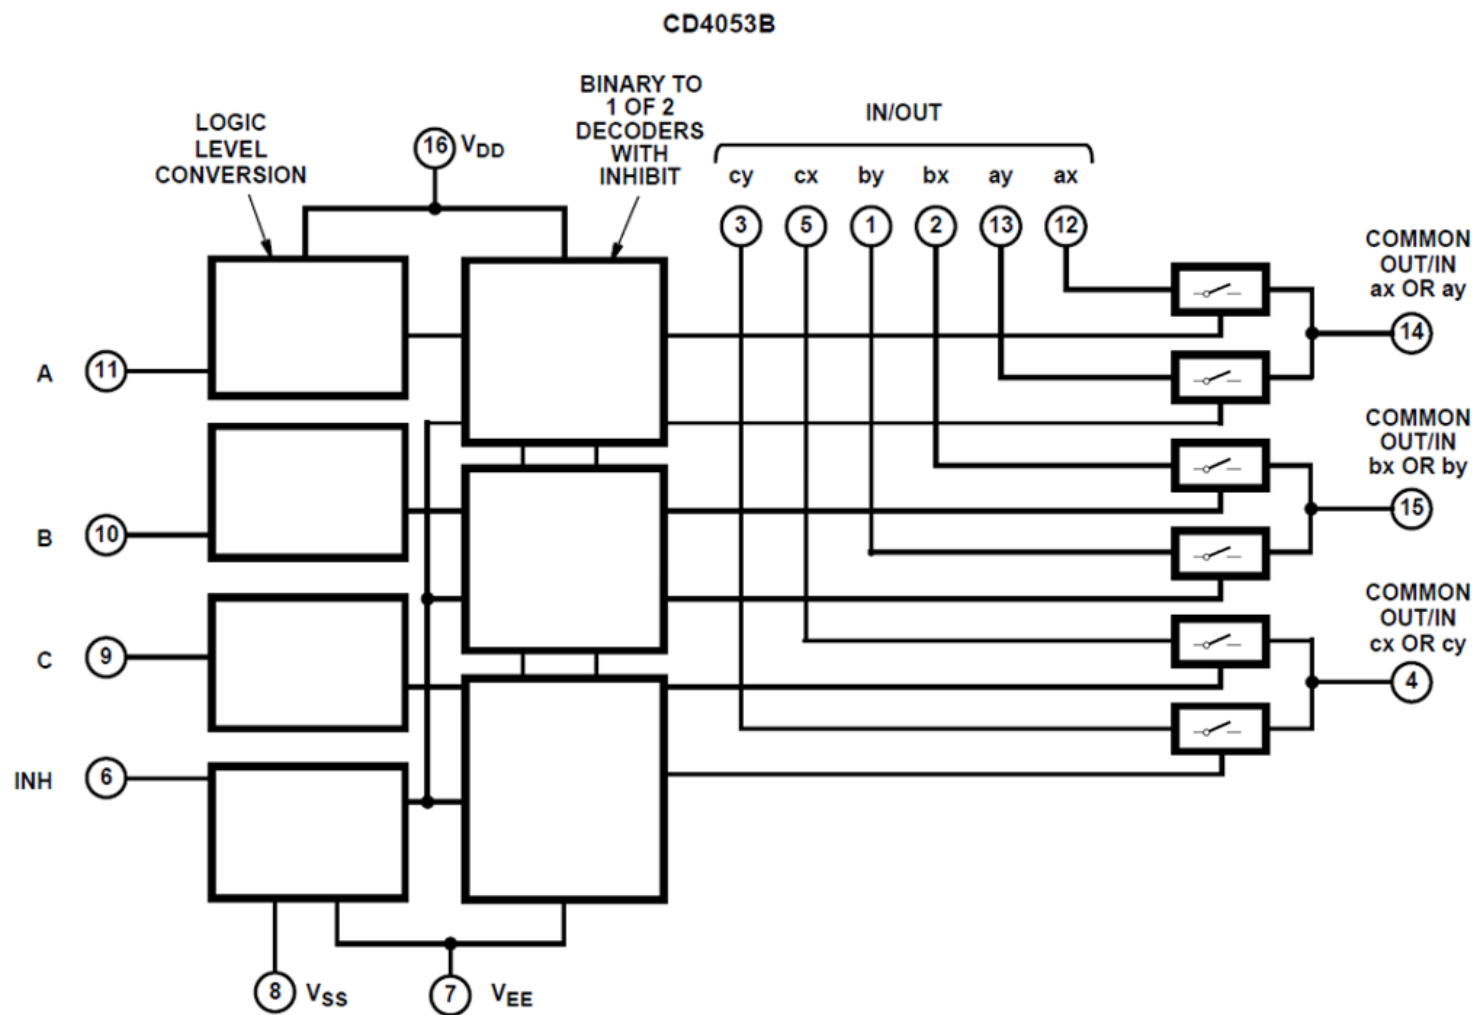 CD4053B
LOGIC
LEVEL
CONVERSION
16 VDD
BINARY TO
1 OF 2
DECODERS
WITH
INHIBIT
IN/OUT
cy cx by bx ay ax
3 5 1 2 13 12
COMMON
OUT/IN
ax OR ay
14
A 11
COMMON
OUT/IN
bx OR by
15
B 10
COMMON
OUT/IN
cx OR cy
4
C 9
INH 6
8 VSS
7 VEE